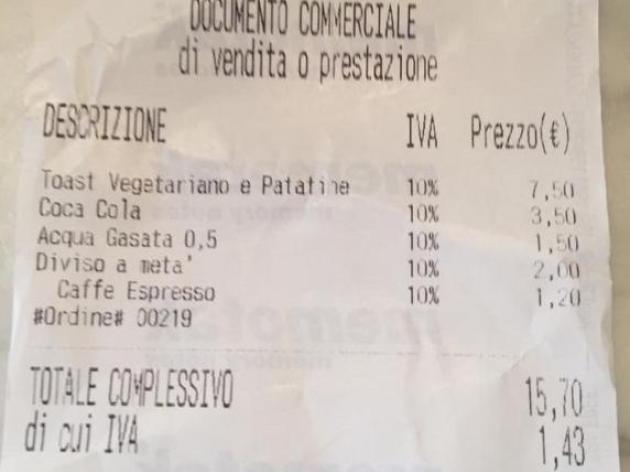 DOCUMENTO COMMERCIALE
di vendita o prestazione
DESCRIZIONE IVA Prezzo(€)
Toast Vegetariano e Patatine 10% 7,50
Coca Cola 10% 3,50
Acqua Gasata 0,5 10% 1,50
Diviso a meta' 10% 2,00
Caffe Espresso 10% 1,20
#Ordine# 00219
TOTALE COMPLESSIVO 15,70
di cui IVA 1,43